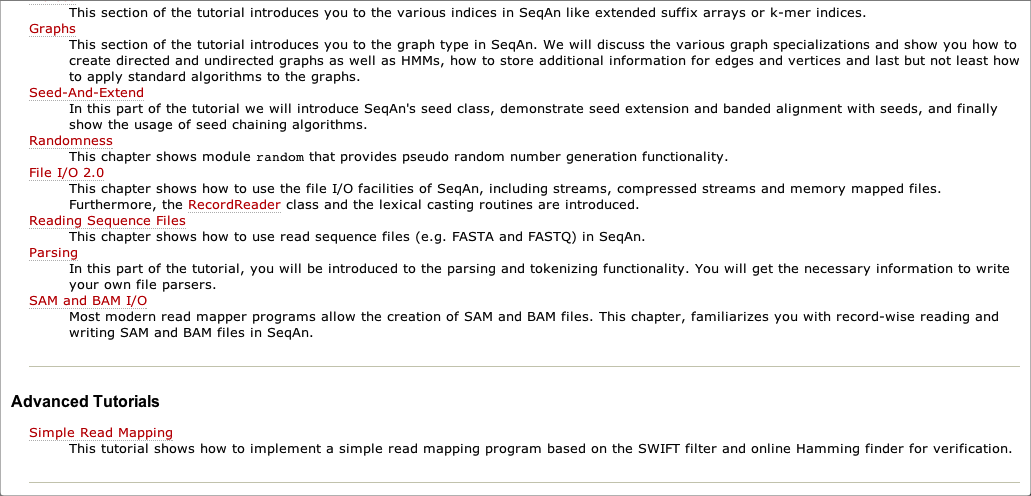 This section of the tutorial introduces you to the various indices in SeqAn like extended suffix arrays or k-mer indices.
Graphs
This section of the tutorial introduces you to the graph type in SeqAn. We will discuss the various graph specializations and show you how to
create directed and undirected graphs as well as HMMs, how to store additional information for edges and vertices and last but not least how
to apply standard algorithms to the graphs.
Seed-And-Extend
In this part of the tutorial we will introduce SeqAn's seed class, demonstrate seed extension and banded alignment with seeds, and finally
show the usage of seed chaining algorithms.
Randomness
This chapter shows module random that provides pseudo random number generation functionality.
File I/O 2.0
This chapter shows how to use the file I/O facilities of SeqAn, including streams, compressed streams and memory mapped files.
Furthermore, the RecordReader class and the lexical casting routines are introduced.
Reading Sequence Files
This chapter shows how to use read sequence files (e.g. FASTA and FASTQ) in SeqAn.
Parsing
In this part of the tutorial, you will be introduced to the parsing and tokenizing functionality. You will get the necessary information to write
your own file parsers.
SAM and BAM I/O
Most modern read mapper programs allow the creation of SAM and BAM files. This chapter, familiarizes you with record-wise reading and
writing SAM and BAM files in SeqAn.
Advanced Tutorials
Simple Read Mapping
This tutorial shows how to implement a simple read mapping program based on the SWIFT filter and online Hamming finder for verification.